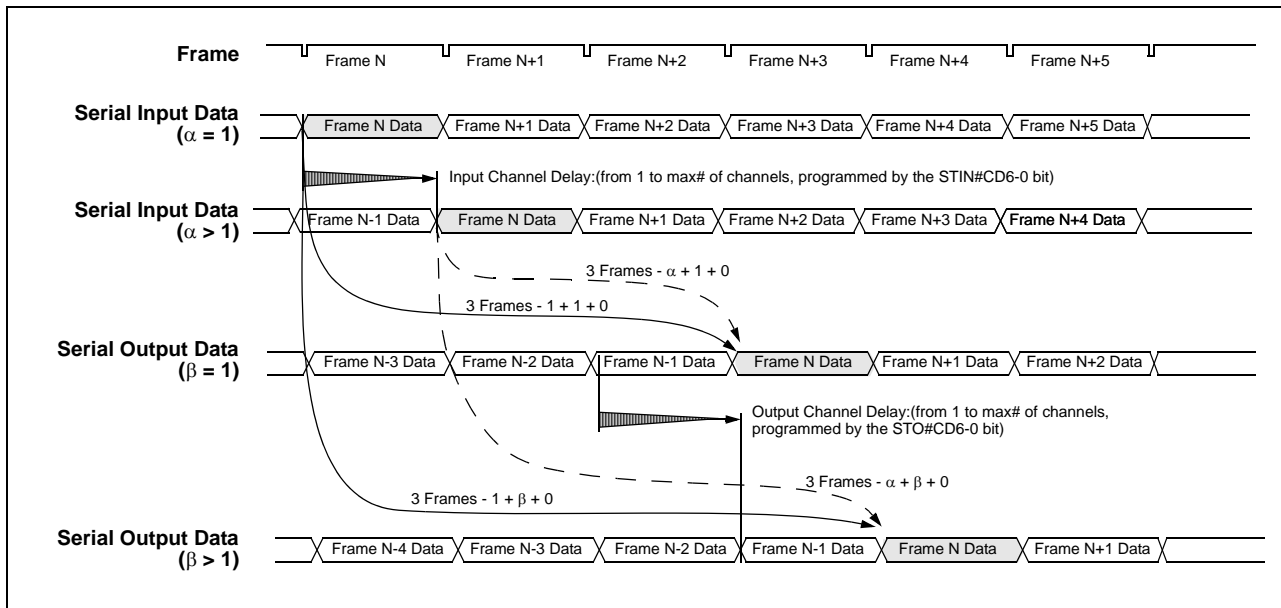 Frame
Frame N
Frame N+1
Frame N+2
Frame N+3
Frame N+4
Frame N+5
Serial Input Data
(α = 1)
Frame N Data
Frame N+1 Data
Frame N+2 Data
Frame N+3 Data
Frame N+4 Data
Frame N+5 Data
Input Channel Delay:(from 1 to max# of channels, programmed by the STIN#CD6-0 bit)
Serial Input Data
(α > 1)
Frame N-1 Data
Frame N Data
Frame N+1 Data
Frame N+2 Data
Frame N+3 Data
Frame N+4 Data
3 Frames - α + 1 + 0
3 Frames - 1 + 1 + 0
Serial Output Data
(β = 1)
Frame N-3 Data
Frame N-2 Data
Frame N-1 Data
Frame N Data
Frame N+1 Data
Frame N+2 Data
Output Channel Delay:(from 1 to max# of channels,
programmed by the STO#CD6-0 bit)
3 Frames - α + β + 0
3 Frames - 1 + β + 0
Serial Output Data
(β > 1)
Frame N-4 Data
Frame N-3 Data
Frame N-2 Data
Frame N-1 Data
Frame N Data
Frame N+1 Data